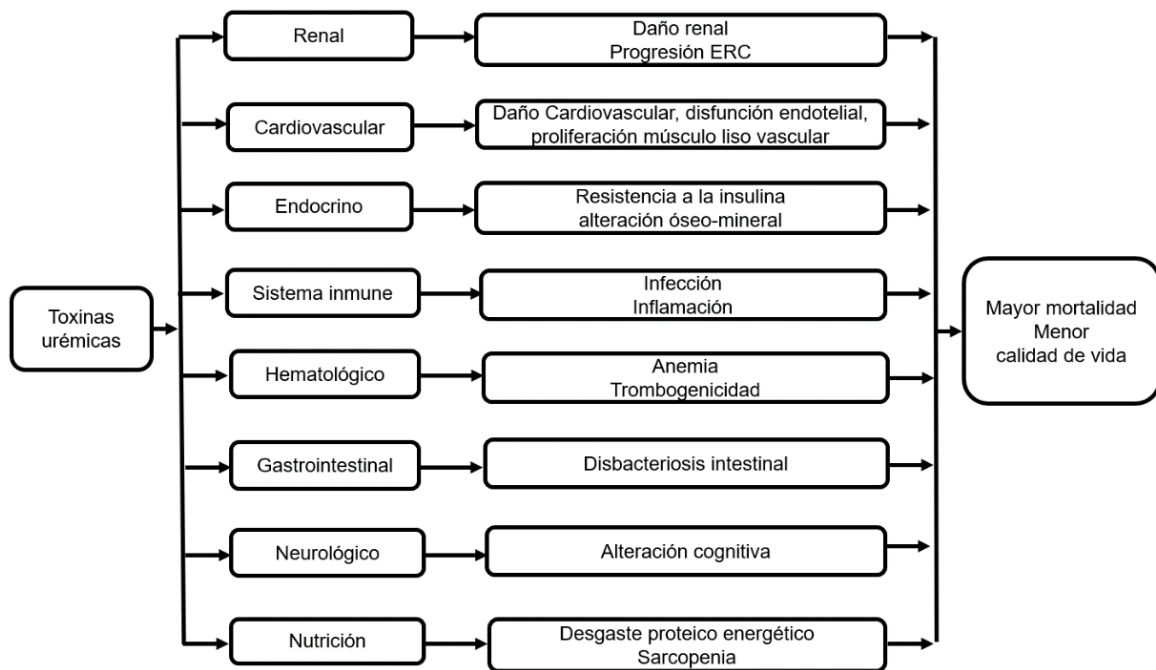 Renal
Daño renal
Progresión ERC
Cardiovascular
Daño Cardiovascular, disfunción endotelial,
proliferación músculo liso vascular
Endocrino
Resistencia a la insulina
alteración óseo-mineral
Toxinas
urémicas
Sistema inmune
Infección
Inflamación
Hematológico
Anemia
Trombogenicidad
Gastrointestinal
Disbacteriosis intestinal
Neurológico
Alteración cognitiva
Nutrición
Desgaste proteico energético
Sarcopenia
Mayor mortalidad
Menor
calidad de vida